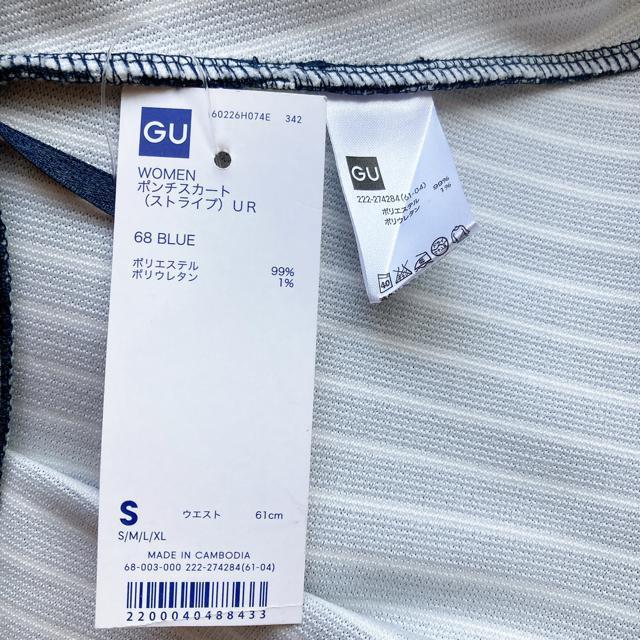 GU
60226H074E 342
WOMEN
ポンチスカート
（ストライプ）UR
68 BLUE
ポリエステル 99%
ポリウレタン 1%
S ウエスト 61cm
S/M/L/XL
MADE IN CAMBODIA
68-003-000 222-274284(61-04)
2200040488433
GU
222-274284(61-04)
ポリエステル 99%
ポリウレタン 1%
40